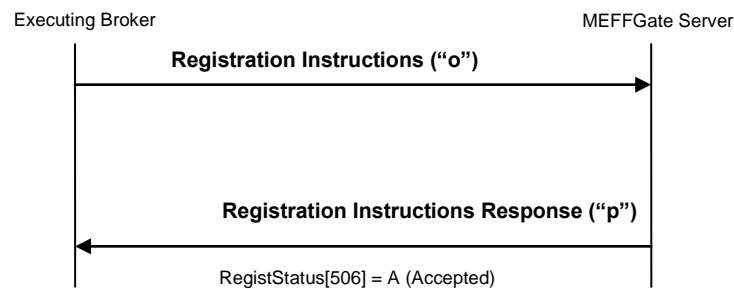 Executing Broker
MEFFGate Server
Registration Instructions (“o”)
Registration Instructions Response (“p”)
RegistStatus[506] = A (Accepted)